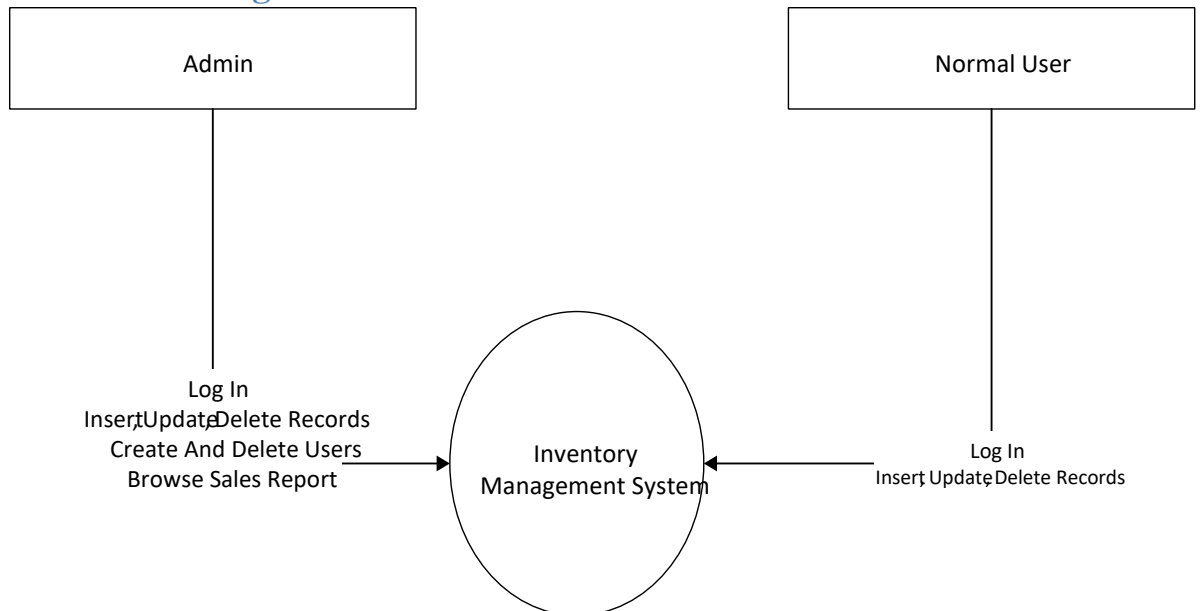 Admin
Normal User
Log In
Insert,Update,Delete Records
Create And Delete Users
Browse Sales Report
Inventory
Management System
Log In
Insert, Update,Delete Records